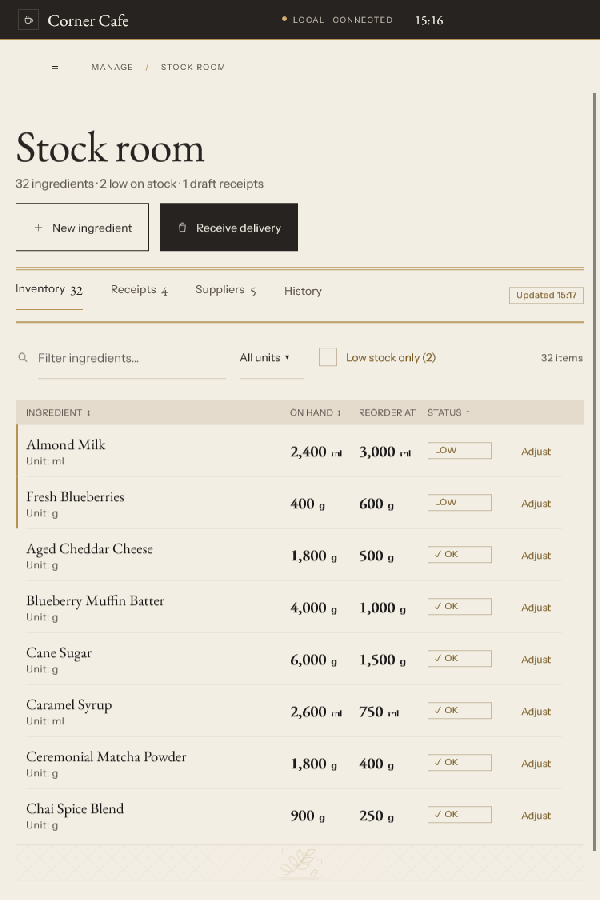 Corner Cafe
LOCAL CONNECTED 15:16
MANAGE / STOCK ROOM
Stock room
32 ingredients · 2 low on stock · 1 draft receipts
+ New ingredient
Receive delivery
Inventory 32 Receipts 4 Suppliers 5 History Updated 15:17
Filter ingredients... All units Low stock only (2) 32 items
INGREDIENT ON HAND REORDER AT STATUS
Almond Milk 2,400 ml 3,000 ml LOW Adjust
Unit: ml
Fresh Blueberries 400 g 600 g LOW Adjust
Unit: g
Aged Cheddar Cheese 1,800 g 500 g ✓ OK Adjust
Unit: g
Blueberry Muffin Batter 4,000 g 1,000 g ✓ OK Adjust
Unit: g
Cane Sugar 6,000 g 1,500 g ✓ OK Adjust
Unit: g
Caramel Syrup 2,600 ml 750 ml ✓ OK Adjust
Unit: ml
Ceremonial Matcha Powder 1,800 g 400 g ✓ OK Adjust
Unit: g
Chai Spice Blend 900 g 250 g ✓ OK Adjust
Unit: g